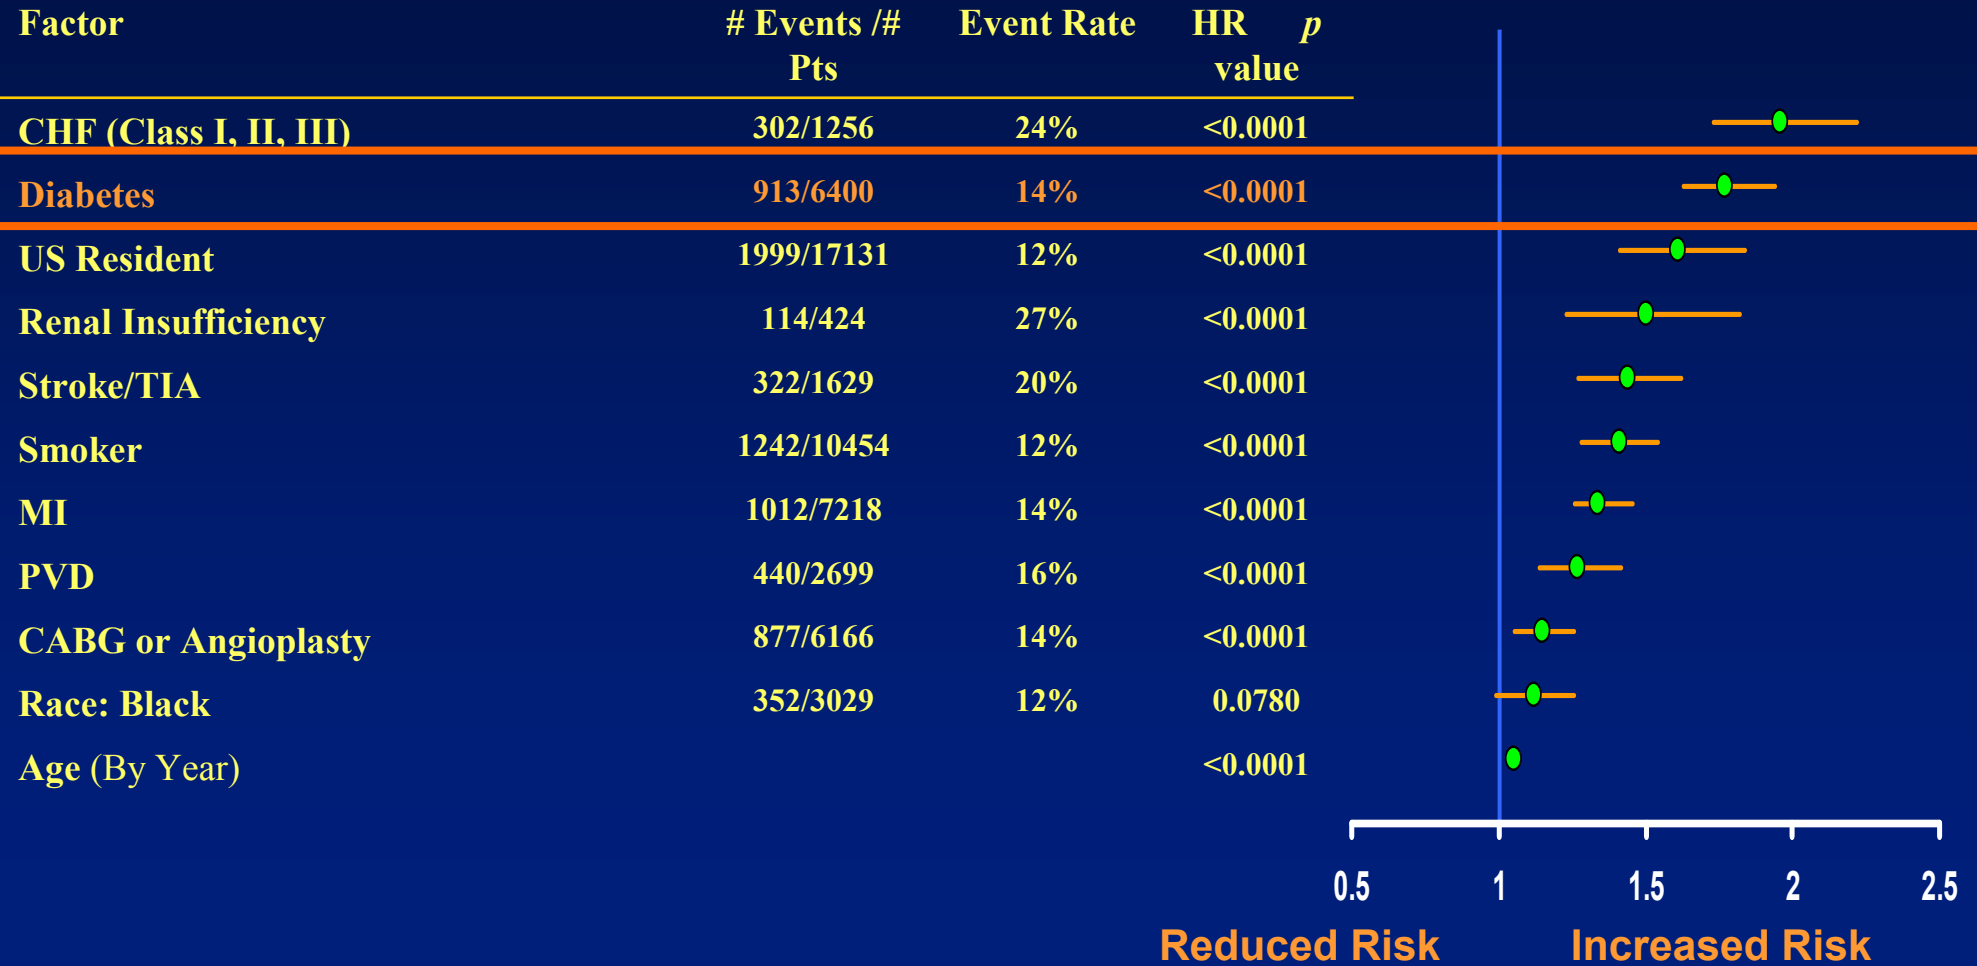 Factor # Events /# Event Rate HR p
Pts value
CHF (Class I, II, III) 302/1256 24% <0.0001
Diabetes 913/6400 14% <0.0001
US Resident 1999/17131 12% <0.0001
Renal Insufficiency 114/424 27% <0.0001
Stroke/TIA 322/1629 20% <0.0001
Smoker 1242/10454 12% <0.0001
MI 1012/7218 14% <0.0001
PVD 440/2699 16% <0.0001
CABG or Angioplasty 877/6166 14% <0.0001
Race: Black 352/3029 12% 0.0780
Age (By Year) <0.0001
0.5 1 1.5 2 2.5
Reduced Risk Increased Risk